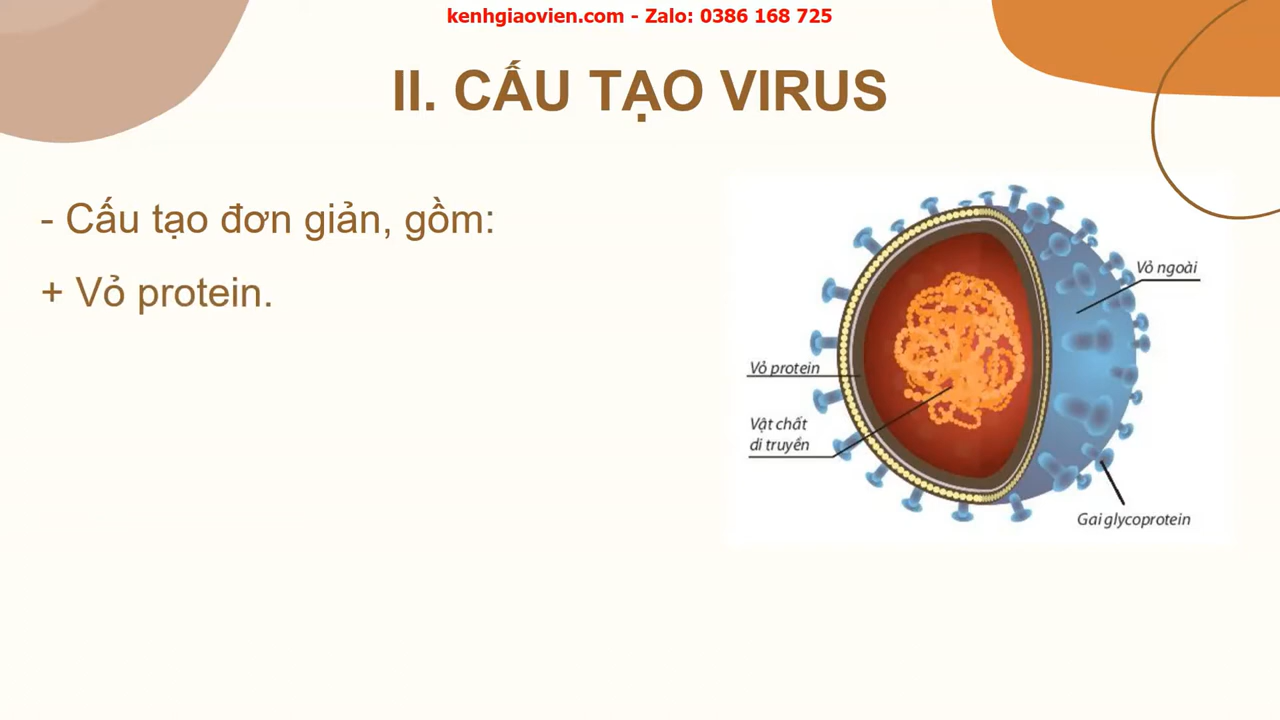 kenhgiaovien.com - Zalo: 0386 168 725
II. CẤU TẠO VIRUS
- Cấu tạo đơn giản, gồm:
+ Vỏ protein.
Vỏ ngoài
Vỏ protein
Vật chất
di truyền
Gai glycoprotein